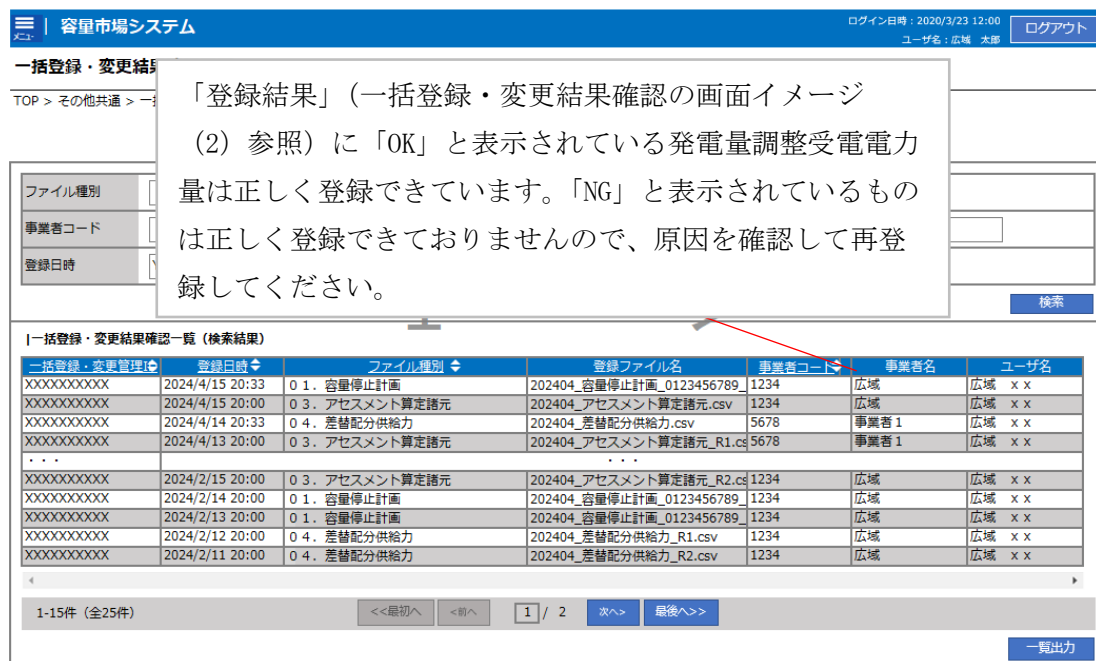 容量市場システム
ログイン日時：2020/3/23 12:00
ユーザ名：広域 太郎
ログアウト
メニュー
一括登録・変更結
TOP > その他共通 >
「登録結果」(一括登録・変更結果確認の画面イメージ
(2) 参照) に「OK」と表示されている発電量調整受電電力
量は正しく登録できています。「NG」と表示されているもの
は正しく登録できておりませんので、原因を確認して再登
録してください。
ファイル種別
事業者コード
登録日時
検索
|一括登録・変更結果確認一覧（検索結果）
一括登録・変更管理I 登録日時 ファイル種別 登録ファイル名 事業者コード 事業者名 ユーザ名
XXXXXXXXXX 2024/4/15 20:33 ０１．容量停止計画 202404_容量停止計画_0123456789_ 1234 広域 広域 ｘｘ
XXXXXXXXXX 2024/4/15 20:00 ０３．アセスメント算定諸元 202404_アセスメント算定諸元.csv 1234 広域 広域 ｘｘ
XXXXXXXXXX 2024/4/14 20:33 ０４．差替配分供給力 202404_差替配分供給力.csv 5678 事業者１ 広域 ｘｘ
XXXXXXXXXX 2024/4/13 20:00 ０３．アセスメント算定諸元 202404_アセスメント算定諸元_R1.cs 5678 事業者１ 広域 ｘｘ
・・・ ・・・
XXXXXXXXXX 2024/2/15 20:00 ０３．アセスメント算定諸元 202404_アセスメント算定諸元_R2.cs 1234 広域 広域 ｘｘ
XXXXXXXXXX 2024/2/14 20:00 ０１．容量停止計画 202404_容量停止計画_0123456789_ 1234 広域 広域 ｘｘ
XXXXXXXXXX 2024/2/13 20:00 ０１．容量停止計画 202404_容量停止計画_0123456789_ 1234 広域 広域 ｘｘ
XXXXXXXXXX 2024/2/12 20:00 ０４．差替配分供給力 202404_差替配分供給力_R1.csv 1234 広域 広域 ｘｘ
XXXXXXXXXX 2024/2/11 20:00 ０４．差替配分供給力 202404_差替配分供給力_R2.csv 1234 広域 広域 ｘｘ
1-15件（全25件） <<最初へ <前へ 1 / 2 次へ> 最後へ>>
一覧出力